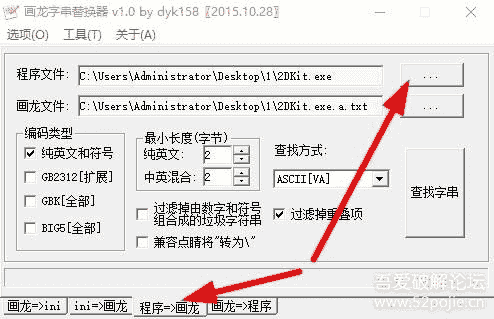 画龙字串替换器 v1.0 by dyk158〖2015.10.28〗
选项(O) 工具(T) 关于(A)
程序文件: C:\Users\Administrator\Desktop\1\2DKit.exe ...
画龙文件: C:\Users\Administrator\Desktop\1\2DKit.exe.a.txt ...
编码类型
纯英文和符号
GB2312[扩展]
GBK[全部]
BIG5[全部]
最小长度(字节)
纯英文: 2
中英混合: 2
过滤掉由数字和符号
组合成的垃圾字符串
兼容点睛将"转为\"
查找方式:
ASCII[VA]
过滤掉重叠项
查找字串
画龙=>ini ini=>画龙 程序=>画龙 画龙=>程序
吾爱破解论坛
www.52pojie.cn